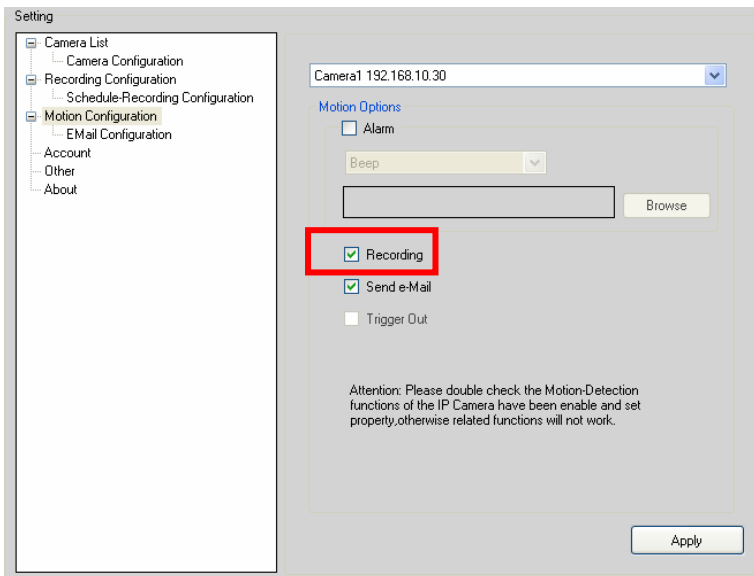 Setting
Camera List
Camera Configuration
Recording Configuration
Schedule-Recording Configuration
Motion Configuration
EMail Configuration
Account
Other
About
Camera1 192.168.10.30
Motion Options
Alarm
Beep
Browse
Recording
Send e-Mail
Trigger Out
Attention: Please double check the Motion-Detection
functions of the IP Camera have been enable and set
property,otherwise related functions will not work.
Apply